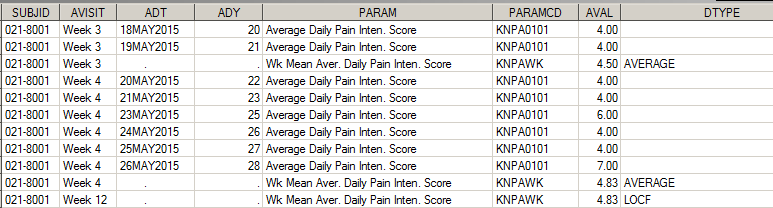 SUBJID AVISIT ADT ADY PARAM PARAMCD AVAL DTYPE
021-8001 Week 3 18MAY2015 20 Average Daily Pain Inten. Score KNPA0101 4.00
021-8001 Week 3 19MAY2015 21 Average Daily Pain Inten. Score KNPA0101 4.00
021-8001 Week 3 . . Wk Mean Aver. Daily Pain Inten. Score KNPAWK 4.50 AVERAGE
021-8001 Week 4 20MAY2015 22 Average Daily Pain Inten. Score KNPA0101 4.00
021-8001 Week 4 21MAY2015 23 Average Daily Pain Inten. Score KNPA0101 4.00
021-8001 Week 4 23MAY2015 25 Average Daily Pain Inten. Score KNPA0101 6.00
021-8001 Week 4 24MAY2015 26 Average Daily Pain Inten. Score KNPA0101 4.00
021-8001 Week 4 25MAY2015 27 Average Daily Pain Inten. Score KNPA0101 4.00
021-8001 Week 4 26MAY2015 28 Average Daily Pain Inten. Score KNPA0101 7.00
021-8001 Week 4 . . Wk Mean Aver. Daily Pain Inten. Score KNPAWK 4.83 AVERAGE
021-8001 Week 12 . . Wk Mean Aver. Daily Pain Inten. Score KNPAWK 4.83 LOCF